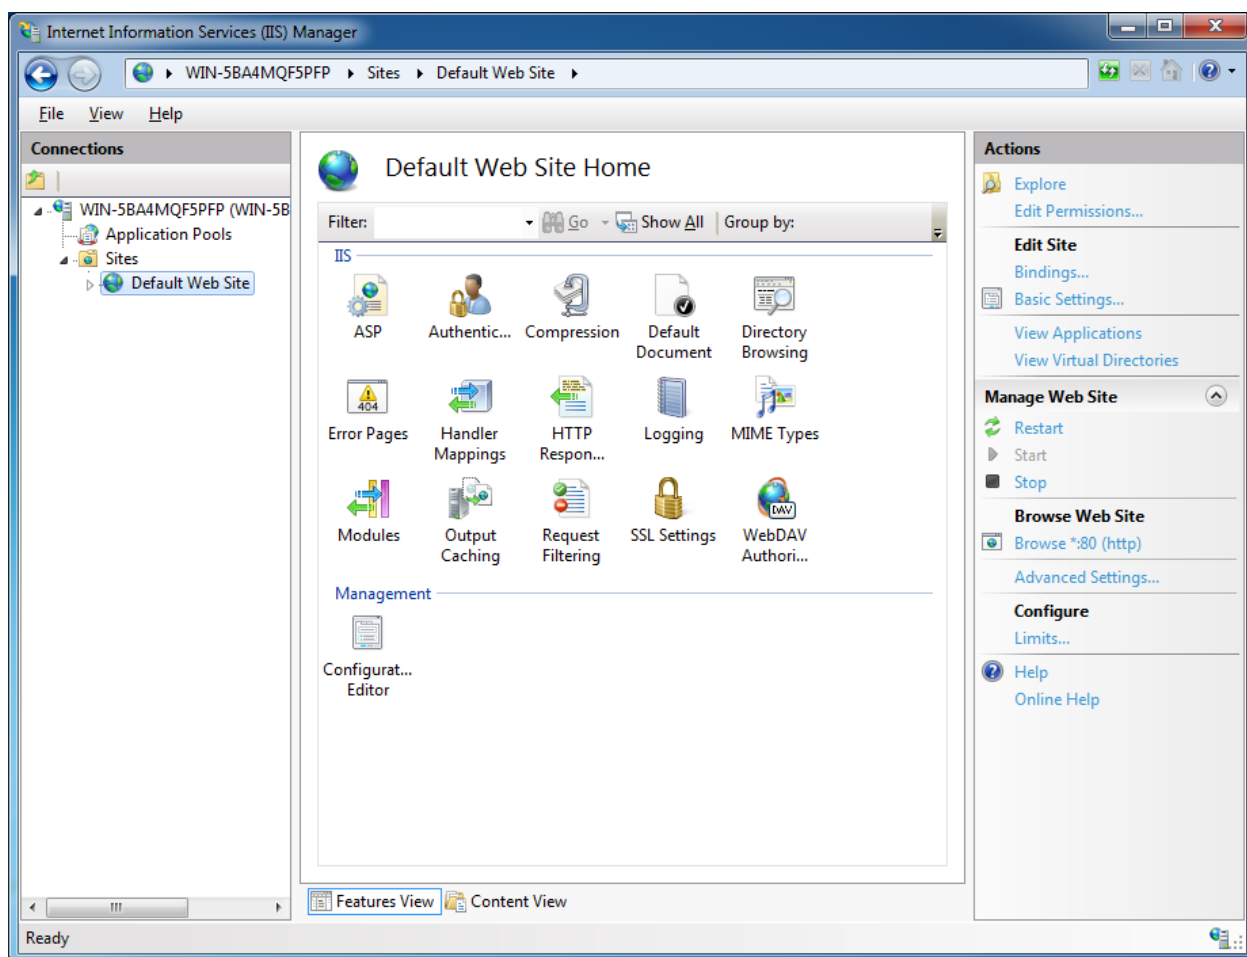 Internet Information Services (IIS) Manager
WIN-5BA4MQF5PFP Sites Default Web Site
File View Help
Connections
WIN-5BA4MQF5PFP (WIN-5B
Application Pools
Sites
Default Web Site
Default Web Site Home
Filter: Go Show All Group by:
IIS
ASP
Authentic...
Compression
Default
Document
Directory
Browsing
404
Error Pages
Handler
Mappings
HTTP
Respon...
Logging
MIME Types
Modules
Output
Caching
Request
Filtering
SSL Settings
DAV
WebDAV
Authori...
Management
Configurat...
Editor
Features View Content View
Actions
Explore
Edit Permissions...
Edit Site
Bindings...
Basic Settings...
View Applications
View Virtual Directories
Manage Web Site
Restart
Start
Stop
Browse Web Site
Browse *:80 (http)
Advanced Settings...
Configure
Limits...
Help
Online Help
Ready